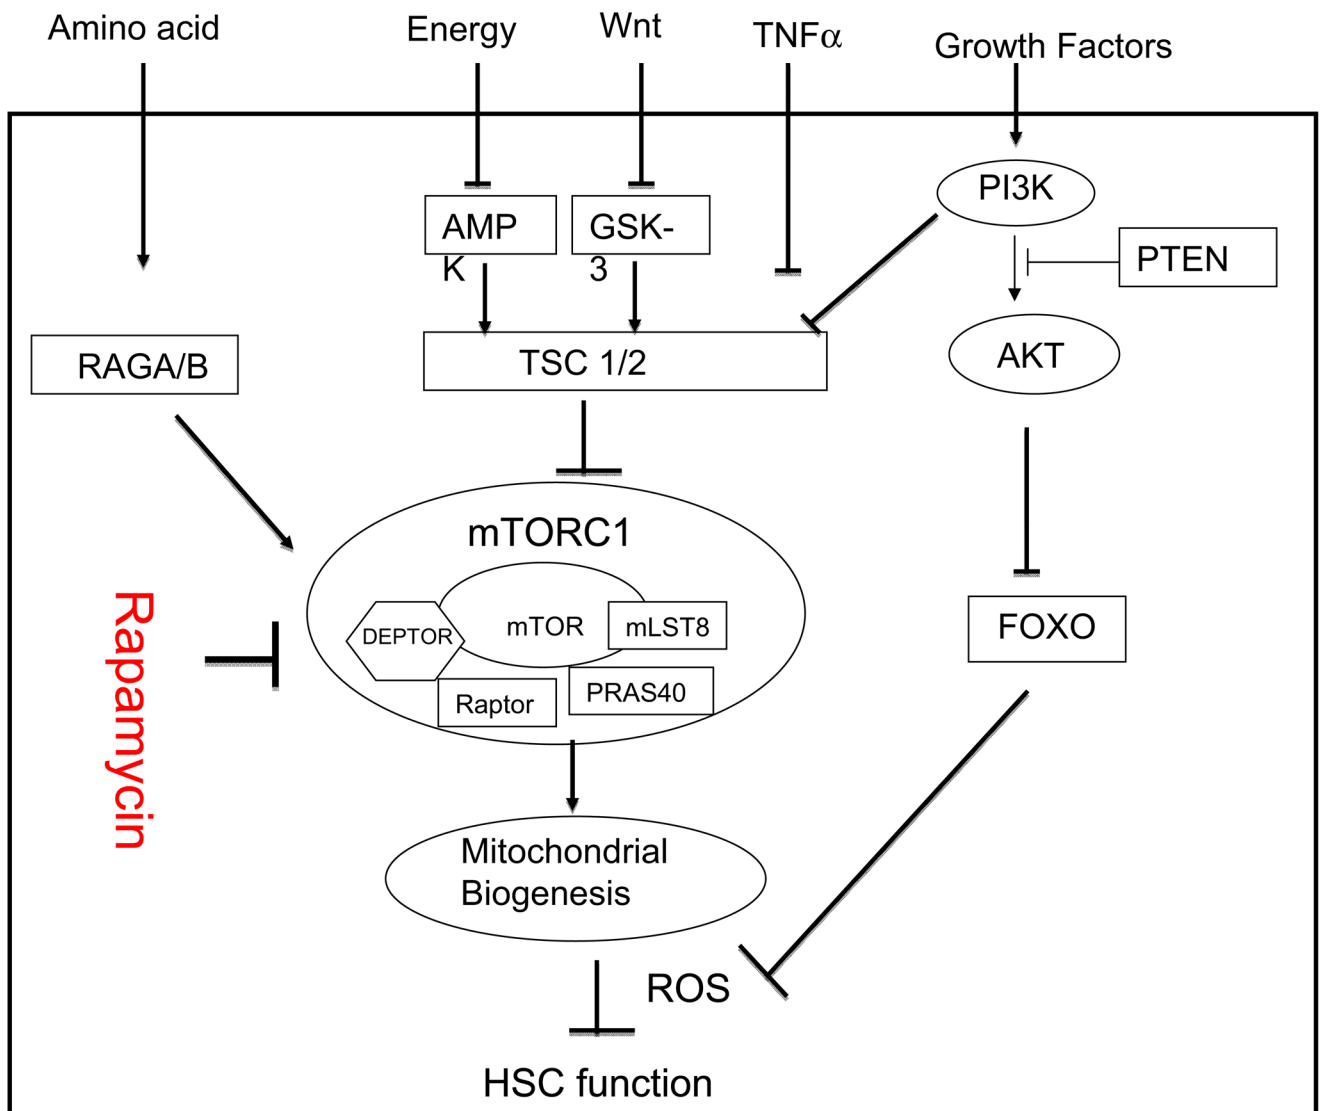 Amino acid
Energy
Wnt
TNFα
Growth Factors
PI3K
AMP
K
GSK-
3
PTEN
RAGA/B
TSC 1/2
AKT
mTORC1
DEPTOR
mTOR
mLST8
Raptor
PRAS40
FOXO
Rapamycin
Mitochondrial
Biogenesis
ROS
HSC function